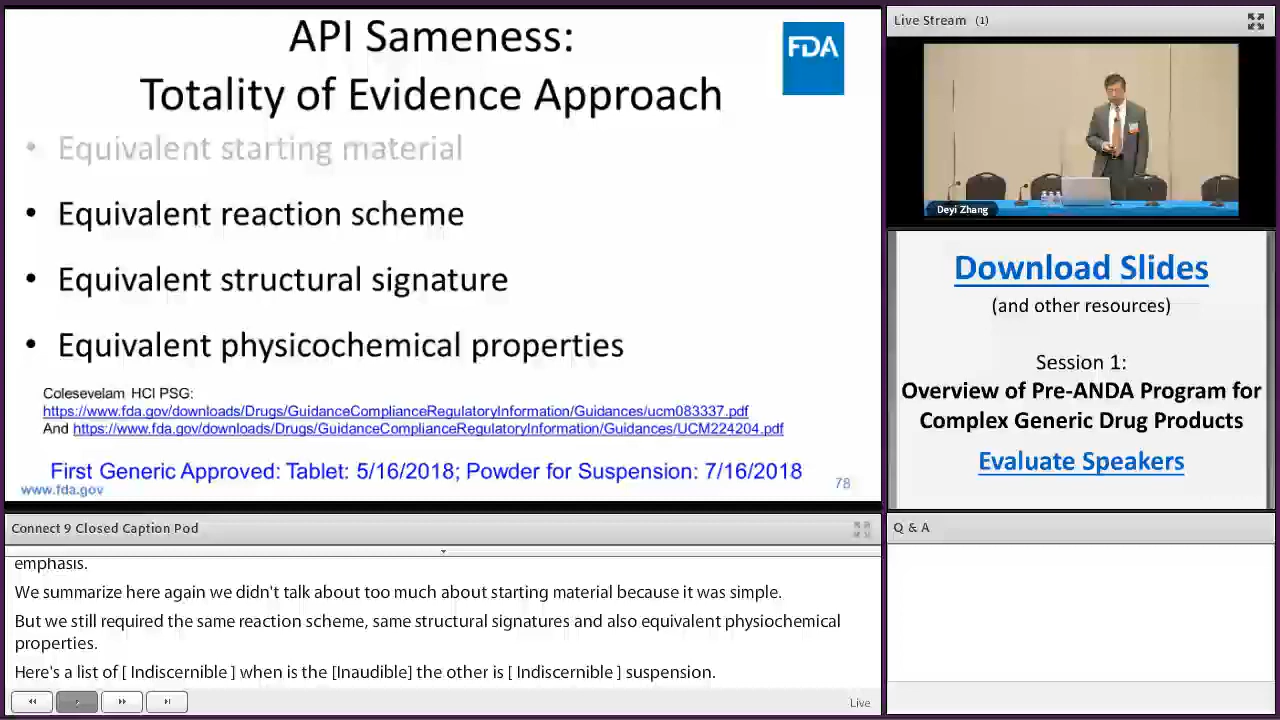 API Sameness:
Totality of Evidence Approach
FDA
• Equivalent starting material
• Equivalent reaction scheme
• Equivalent structural signature
• Equivalent physicochemical properties
Colesevelam HCl PSG:
https://www.fda.gov/downloads/Drugs/GuidanceComplianceRegulatoryInformation/Guidances/ucm083337.pdf
And https://www.fda.gov/downloads/Drugs/GuidanceComplianceRegulatoryInformation/Guidances/UCM224204.pdf
First Generic Approved: Tablet: 5/16/2018; Powder for Suspension: 7/16/2018
www.fda.gov
78
Live Stream (1)
Deyi Zhang
Download Slides
(and other resources)
Session 1:
Overview of Pre-ANDA Program for
Complex Generic Drug Products
Evaluate Speakers
Connect 9 Closed Caption Pod
emphasis.
We summarize here again we didn't talk about too much about starting material because it was simple.
But we still required the same reaction scheme, same structural signatures and also equivalent physiochemical
properties.
Here's a list of [ Indiscernible ] when is the [Inaudible] the other is [ Indiscernible ] suspension.
Live
Q & A